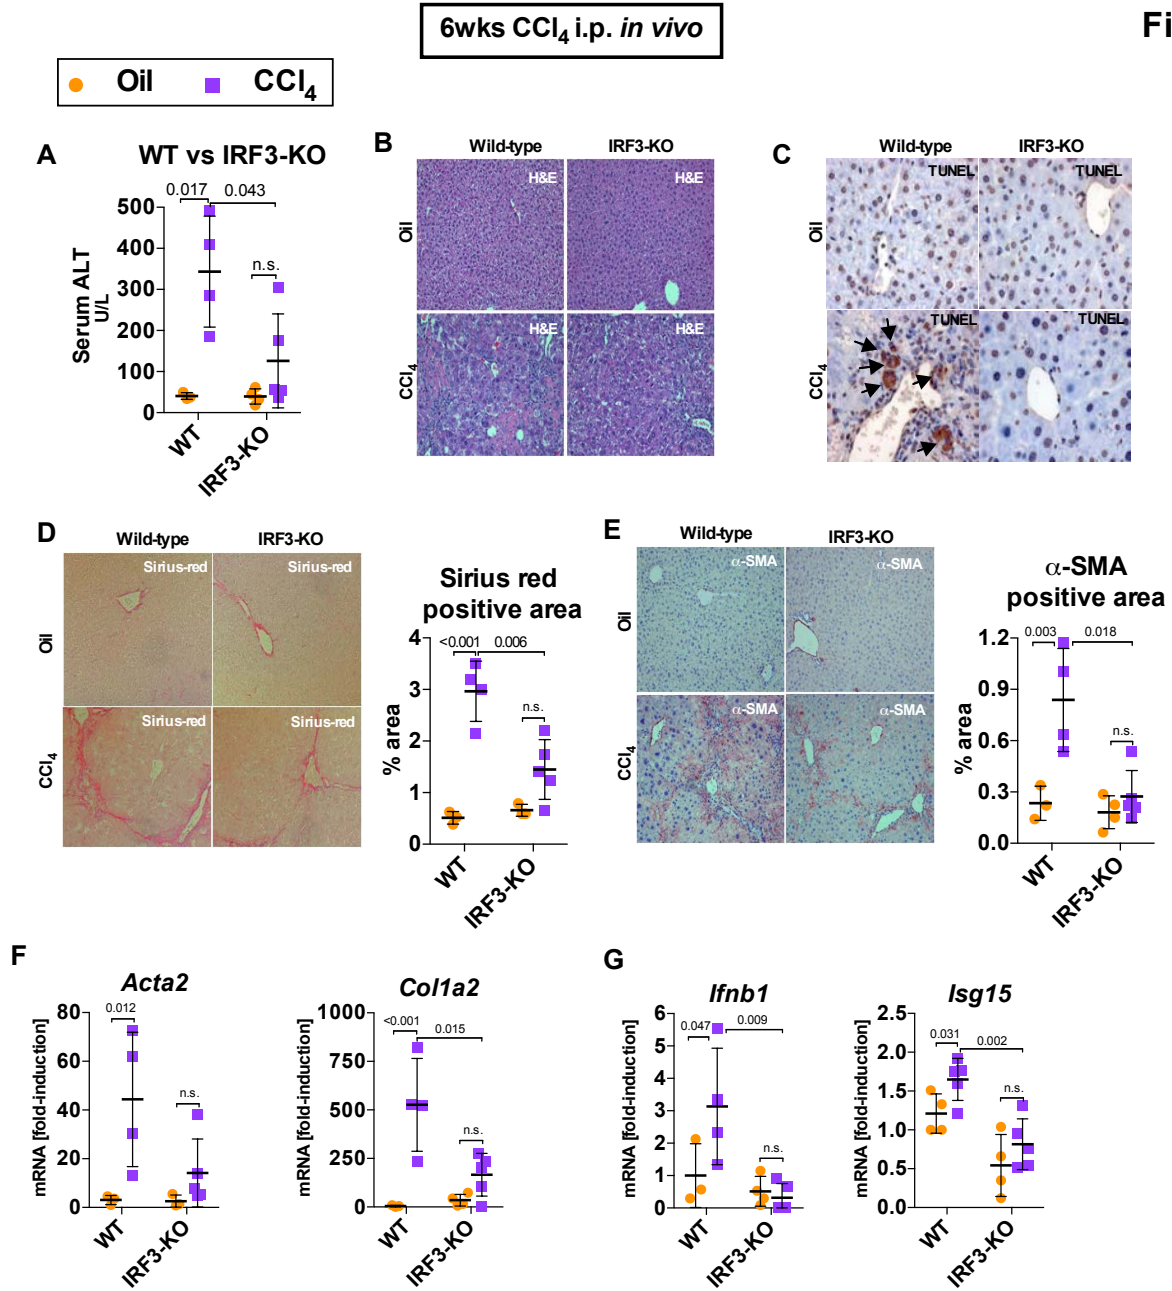 6wks CCl4 i.p. in vivo
Fi
Oil CCl4
A
WT vs IRF3-KO
0.017 0.043
n.s.
500
400
300
200
100
0
Serum ALT
U/L
WT
IRF3-KO
B
Wild-type IRF3-KO
Oil
CCl4
H&E H&E
H&E H&E
C
Wild-type IRF3-KO
Oil
CCl4
TUNEL TUNEL
TUNEL TUNEL
D
Wild-type IRF3-KO
Oil
CCl4
Sirius-red Sirius-red
Sirius-red Sirius-red
Sirius red
positive area
<0.001 0.006
n.s.
4
3
2
1
0
% area
WT
IRF3-KO
E
Wild-type IRF3-KO
Oil
CCl4
α-SMA α-SMA
α-SMA α-SMA
α-SMA
positive area
0.003 0.018
n.s.
1.2
0.9
0.6
0.3
0.0
% area
WT
IRF3-KO
F
Acta2
0.012
n.s.
80
60
40
20
0
mRNA [fold-induction]
WT
IRF3-KO
Col1a2
<0.001 0.015
n.s.
1000
750
500
250
0
mRNA [fold-induction]
WT
IRF3-KO
G
Ifnb1
0.047 0.009
n.s.
6
5
4
3
2
1
0
mRNA [fold-induction]
WT
IRF3-KO
Isg15
0.031 0.002
n.s.
2.5
2.0
1.5
1.0
0.5
0.0
mRNA [fold-induction]
WT
IRF3-KO